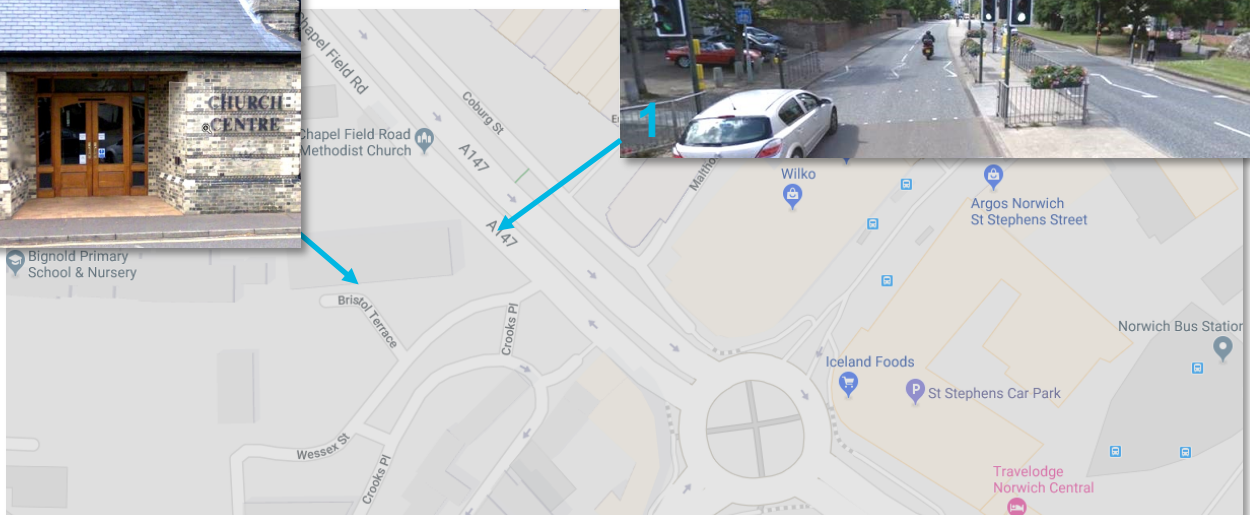 CHURCH
CENTRE
1
hapel Field Rd
Coburg St
Chapel Field Road
Methodist Church
A147
A147
Wilko
Argos Norwich
St Stephens Street
Bignold Primary
School & Nursery
Bristol Terrace
Crooks Pl
Norwich Bus Station
Iceland Foods
P
St Stephens Car Park
Wessex St
Crooks Pl
Travelodge
Norwich Central